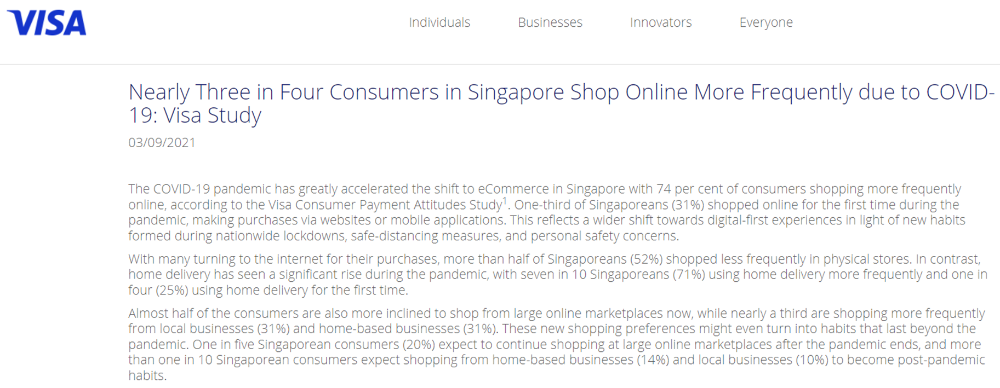 VISA
Individuals Businesses Innovators Everyone
Nearly Three in Four Consumers in Singapore Shop Online More Frequently due to COVID-
19: Visa Study
03/09/2021
The COVID-19 pandemic has greatly accelerated the shift to eCommerce in Singapore with 74 per cent of consumers shopping more frequently
online, according to the Visa Consumer Payment Attitudes Study1. One-third of Singaporeans (31%) shopped online for the first time during the
pandemic, making purchases via websites or mobile applications. This reflects a wider shift towards digital-first experiences in light of new habits
formed during nationwide lockdowns, safe-distancing measures, and personal safety concerns.
With many turning to the internet for their purchases, more than half of Singaporeans (52%) shopped less frequently in physical stores. In contrast,
home delivery has seen a significant rise during the pandemic, with seven in 10 Singaporeans (71%) using home delivery more frequently and one in
four (25%) using home delivery for the first time.
Almost half of the consumers are also more inclined to shop from large online marketplaces now, while nearly a third are shopping more frequently
from local businesses (31%) and home-based businesses (31%). These new shopping preferences might even turn into habits that last beyond the
pandemic. One in five Singaporean consumers (20%) expect to continue shopping at large online marketplaces after the pandemic ends, and more
than one in 10 Singaporean consumers expect shopping from home-based businesses (14%) and local businesses (10%) to become post-pandemic
habits.